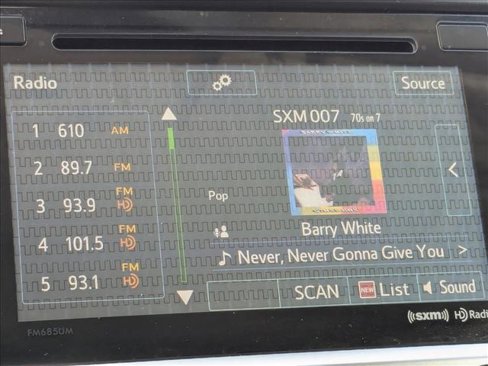 Radio
Source
SXM 007 70s on 7
1 610 AM
2 89.7 FM
3 93.9 FM HD
4 101.5 FM HD
5 93.1 FM HD
BARRY WHITE
Pop
Barry White
Never, Never Gonna Give You >
SCAN
NEW List
Sound
FM685UM
((sxm)) HD Radio